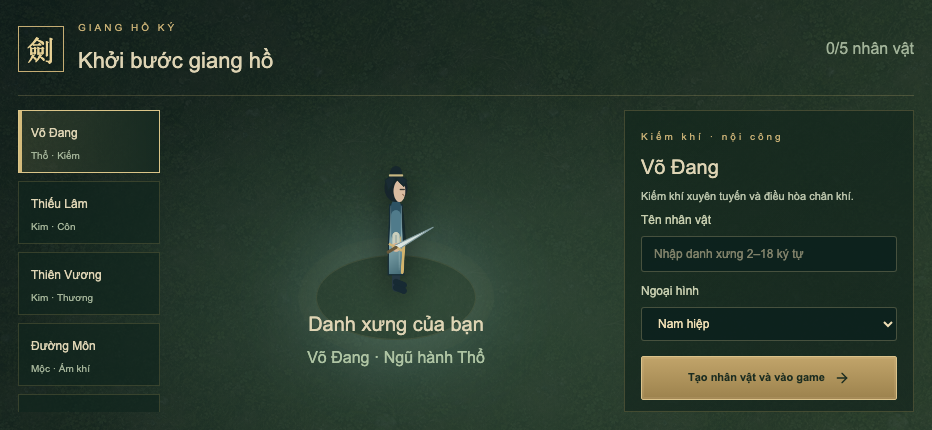 劍
GIANG HỒ KÝ
Khởi bước giang hồ
0/5 nhân vật
Võ Đang
Thổ · Kiếm
Thiếu Lâm
Kim · Côn
Thiên Vương
Kim · Thương
Đường Môn
Mộc · Ám khí
Danh xưng của bạn
Võ Đang · Ngũ hành Thổ
Kiếm khí · nội công
Võ Đang
Kiếm khí xuyên tuyến và điều hòa chân khí.
Tên nhân vật
Nhập danh xưng 2–18 ký tự
Ngoại hình
Nam hiệp
Tạo nhân vật và vào game →